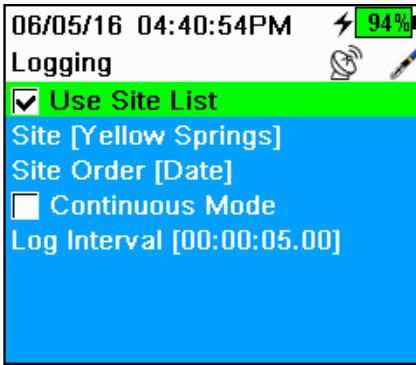 06/05/16 04:40:54PM 94%
Logging
Use Site List
Site [Yellow Springs]
Site Order [Date]
Continuous Mode
Log Interval [00:00:05.00]